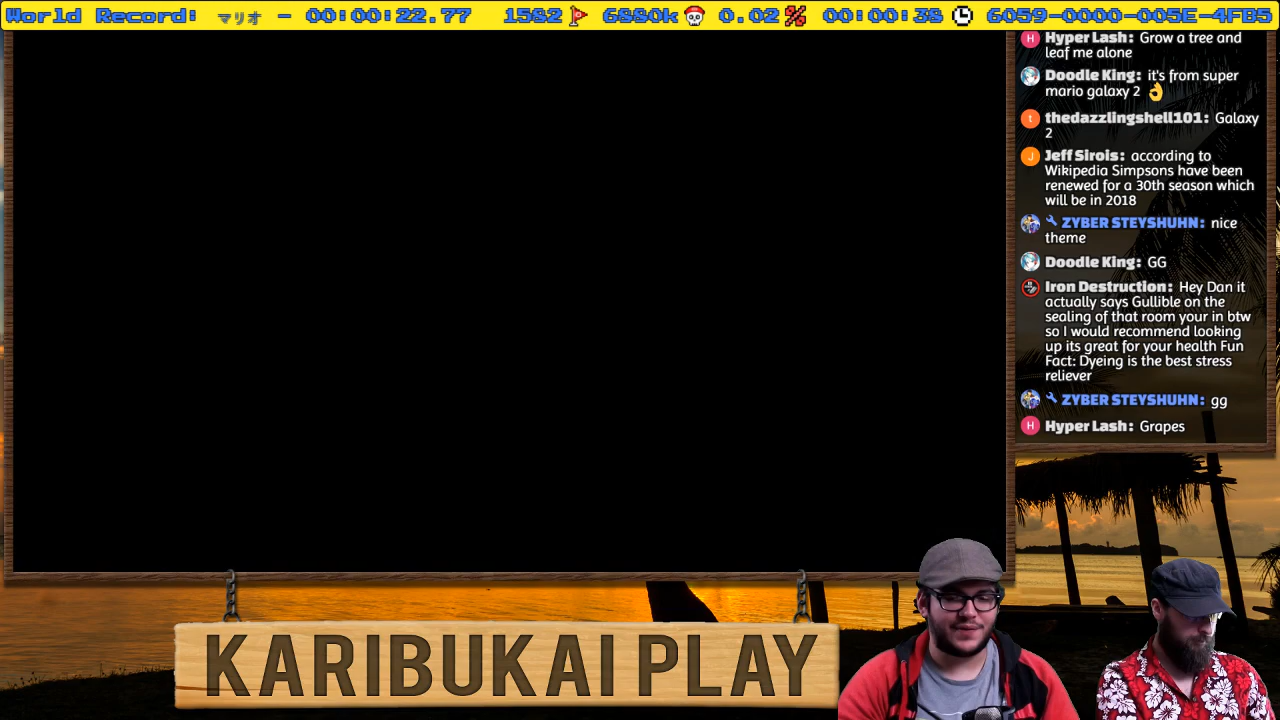 World Record: マリオ - 00:00:22.77 1582 6880k 0.02 00:00:38 6059-0000-005E-4FB5
Hyper Lash: Grow a tree and
leaf me alone
Doodle King: it's from super
mario galaxy 2 👌
thedazzlingshell101: Galaxy
2
Jeff Sirois: according to
Wikipedia Simpsons have been
renewed for a 30th season which
will be in 2018
ZYBER STEYSHUHN: nice
theme
Doodle King: GG
Iron Destruction: Hey Dan it
actually says Gullible on the
sealing of that room your in btw
so I would recommend looking
up its great for your health Fun
Fact: Dyeing is the best stress
reliever
ZYBER STEYSHUHN: gg
Hyper Lash: Grapes
KARIBUKAI PLAY